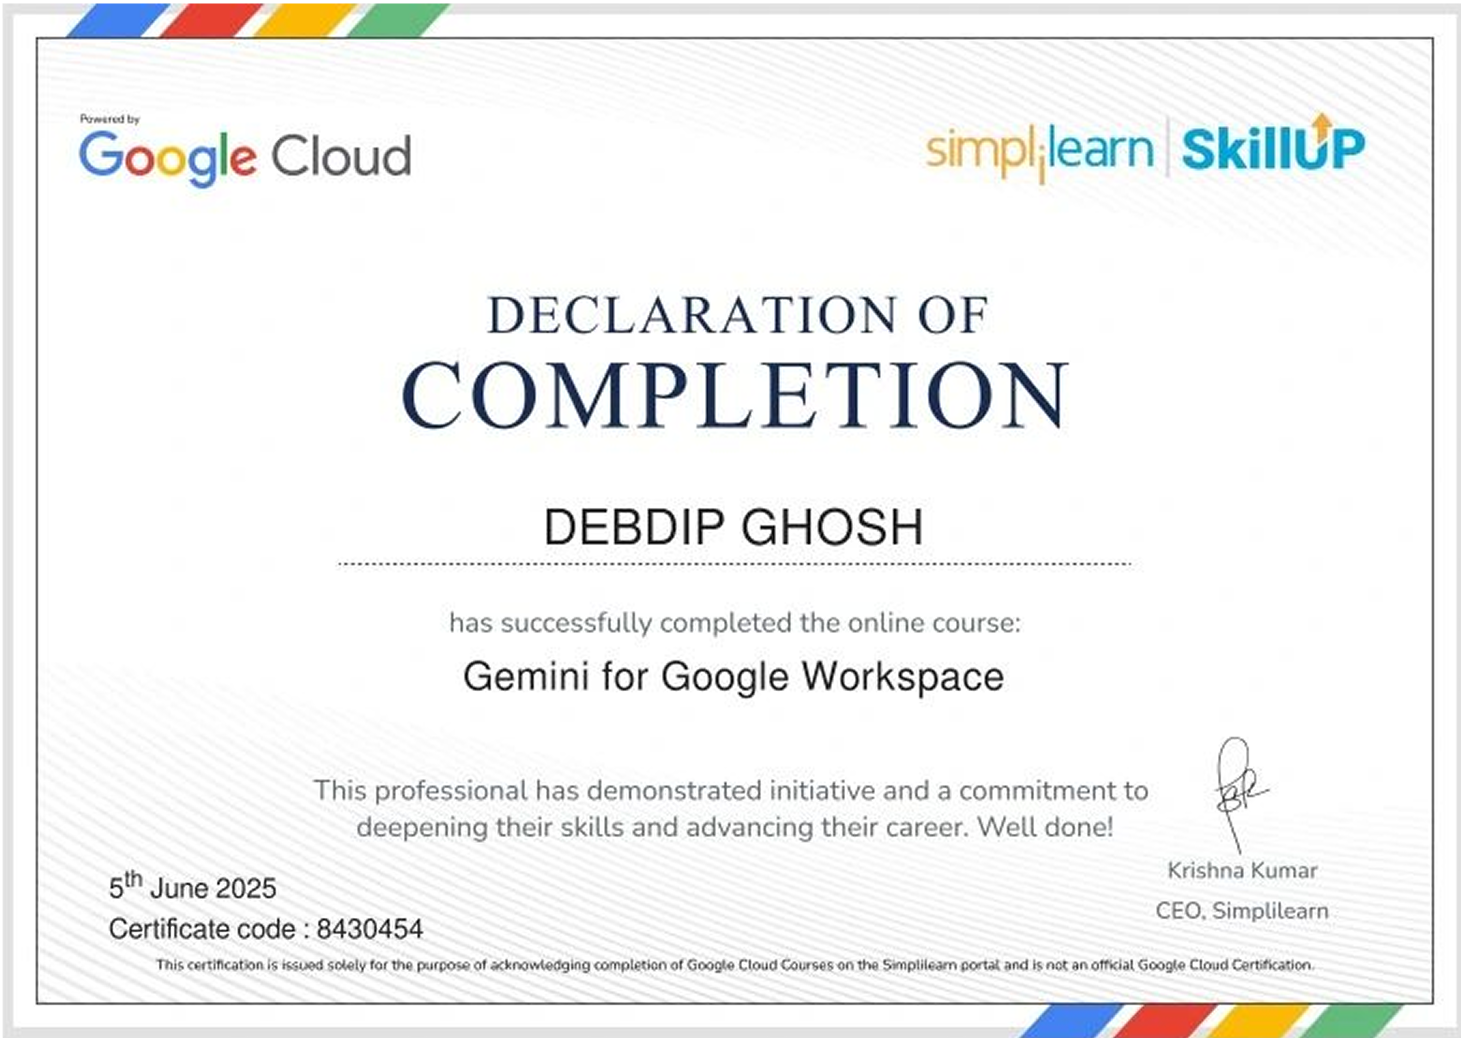 Powered by
Google Cloud
simplilearn | SkillUP
DECLARATION OF
COMPLETION
DEBDIP GHOSH
has successfully completed the online course:
Gemini for Google Workspace
This professional has demonstrated initiative and a commitment to
deepening their skills and advancing their career. Well done!
Krishna Kumar
CEO, Simplilearn
5th June 2025
Certificate code : 8430454
This certification is issued solely for the purpose of acknowledging completion of Google Cloud Courses on the Simplilearn portal and is not an official Google Cloud Certification.